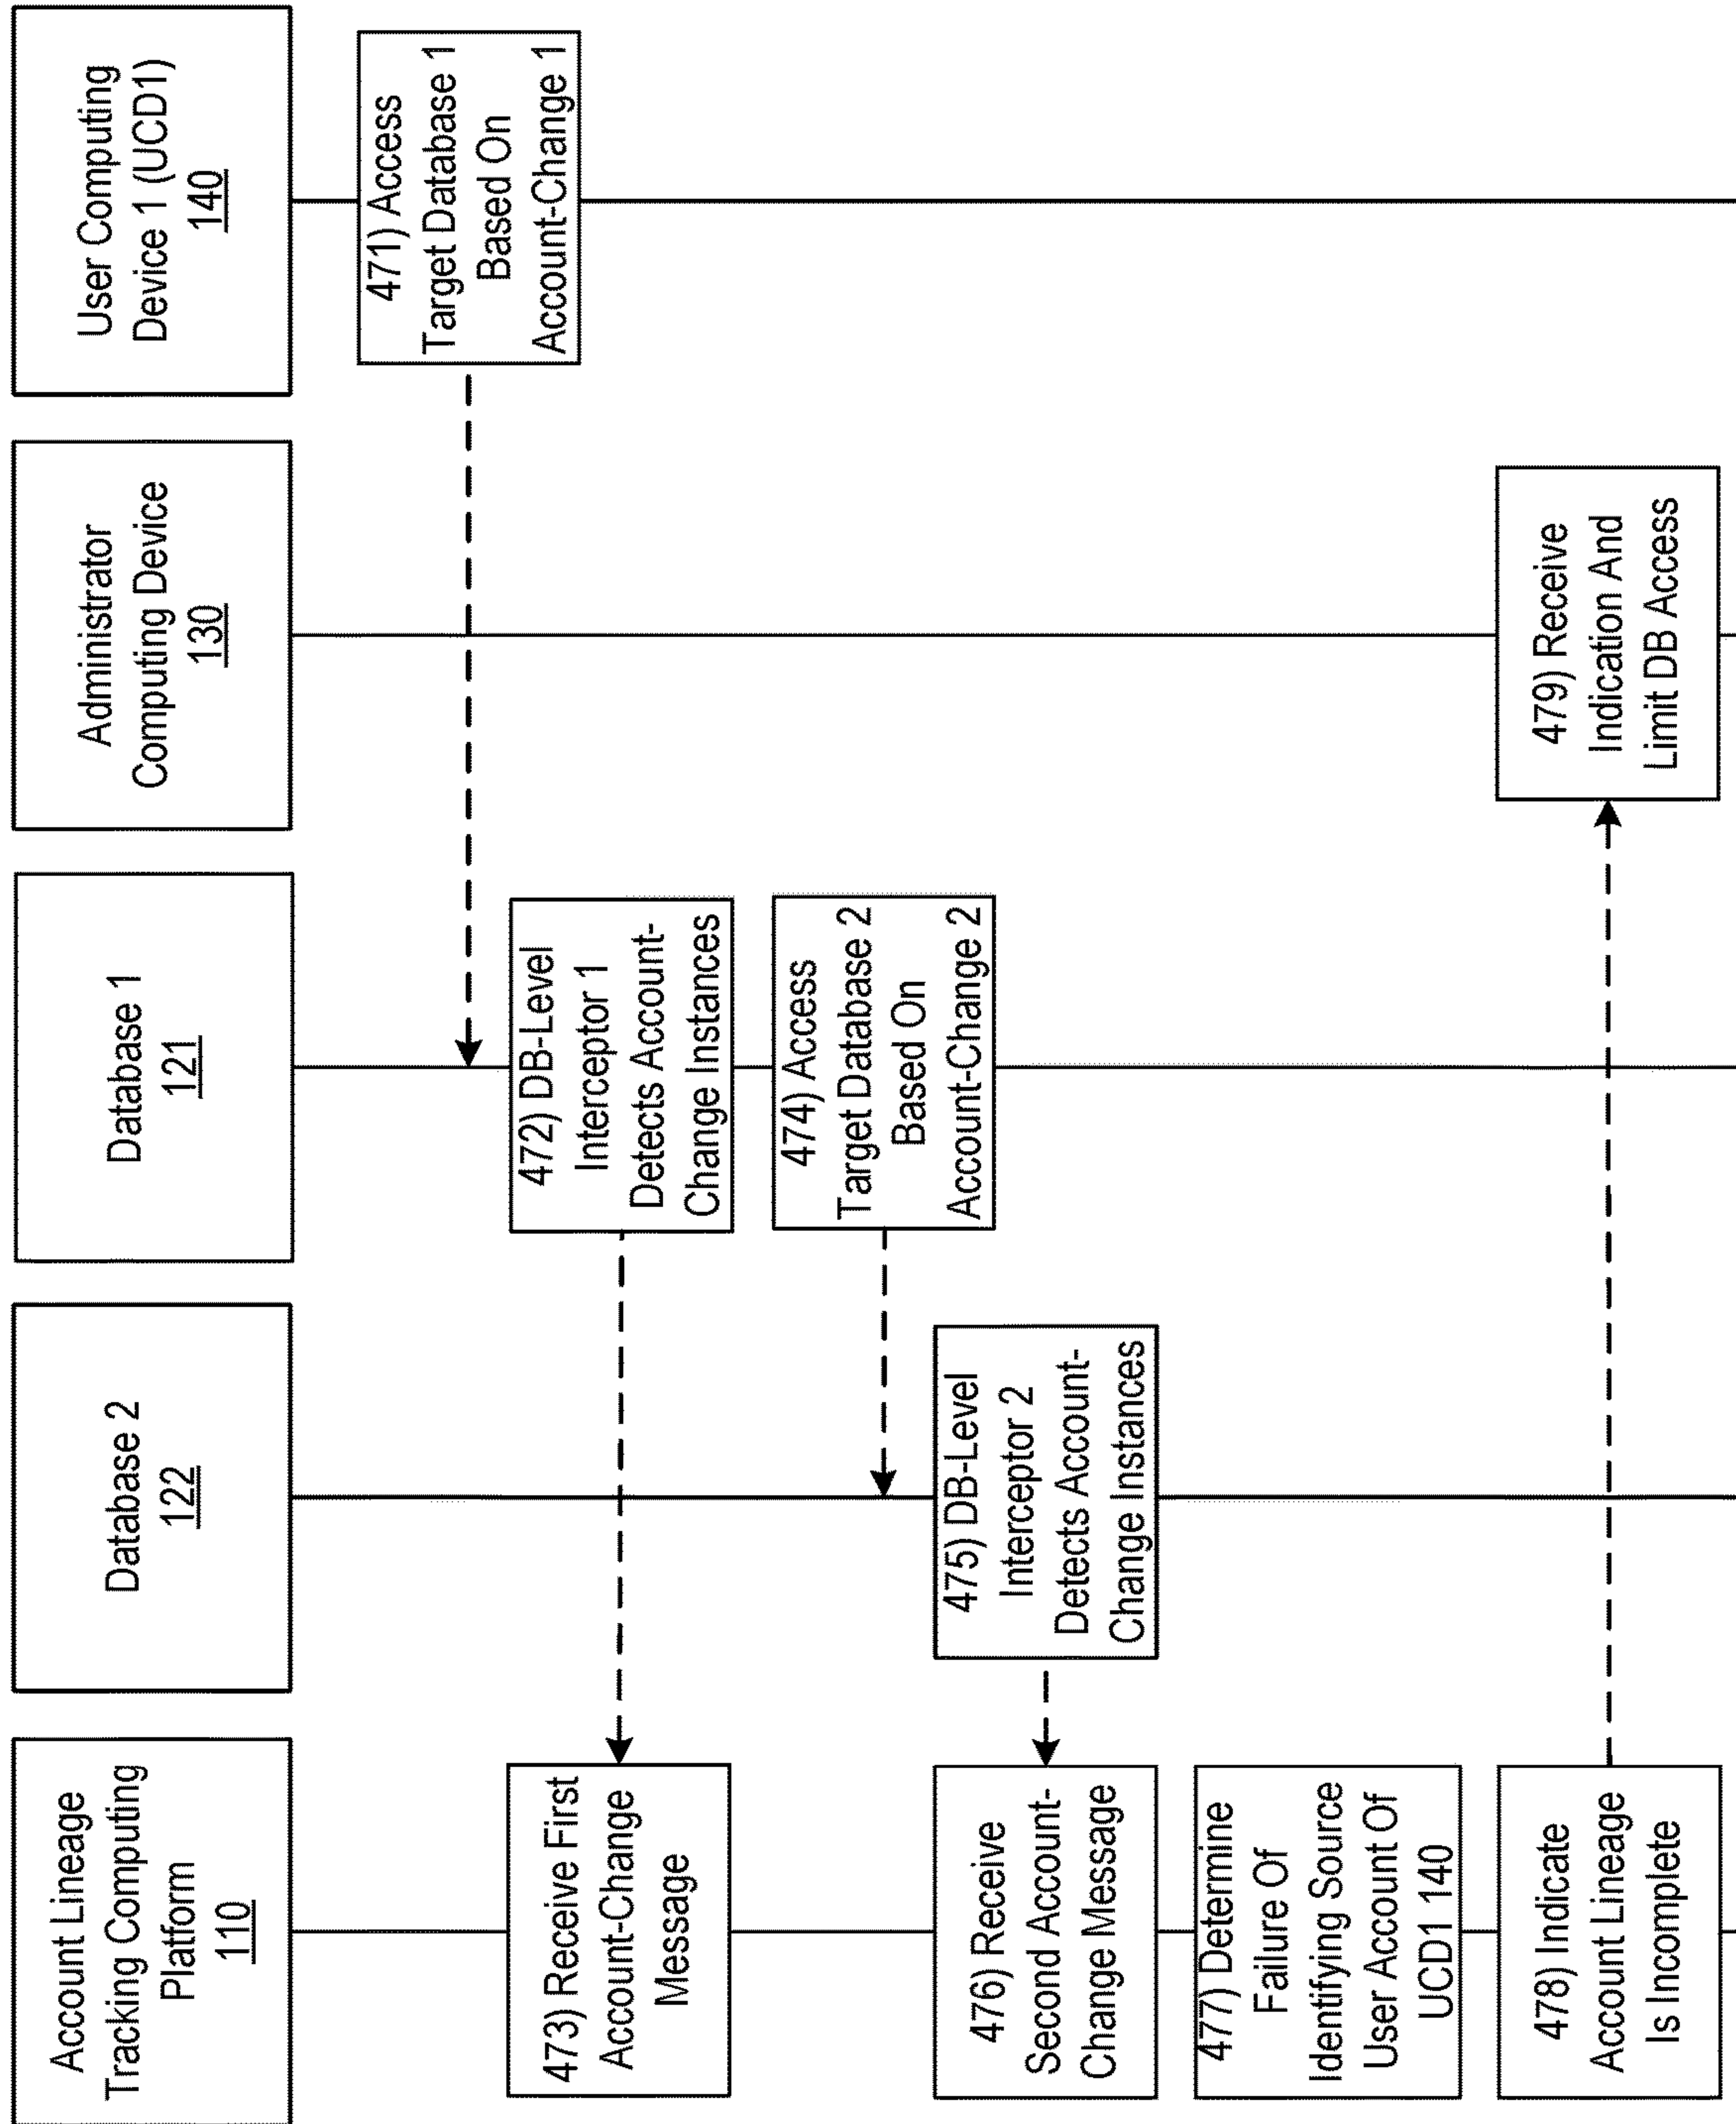 Account Lineage
Tracking Computing
Platform
110
Database 2
122
Database 1
121
Administrator
Computing Device
130
User Computing
Device 1 (UCD1)
140
471) Access
Target Database 1
Based On
Account-Change 1
472) DB-Level
Interceptor 1
Detects Account-
Change Instances
473) Receive First
Account-Change
Message
474) Access
Target Database 2
Based On
Account-Change 2
475) DB-Level
Interceptor 2
Detects Account-
Change Instances
476) Receive
Second Account-
Change Message
477) Determine
Failure Of
Identifying Source
User Account Of
UCD1 140
478) Indicate
Account Lineage
Is Incomplete
479) Receive
Indication And
Limit DB Access